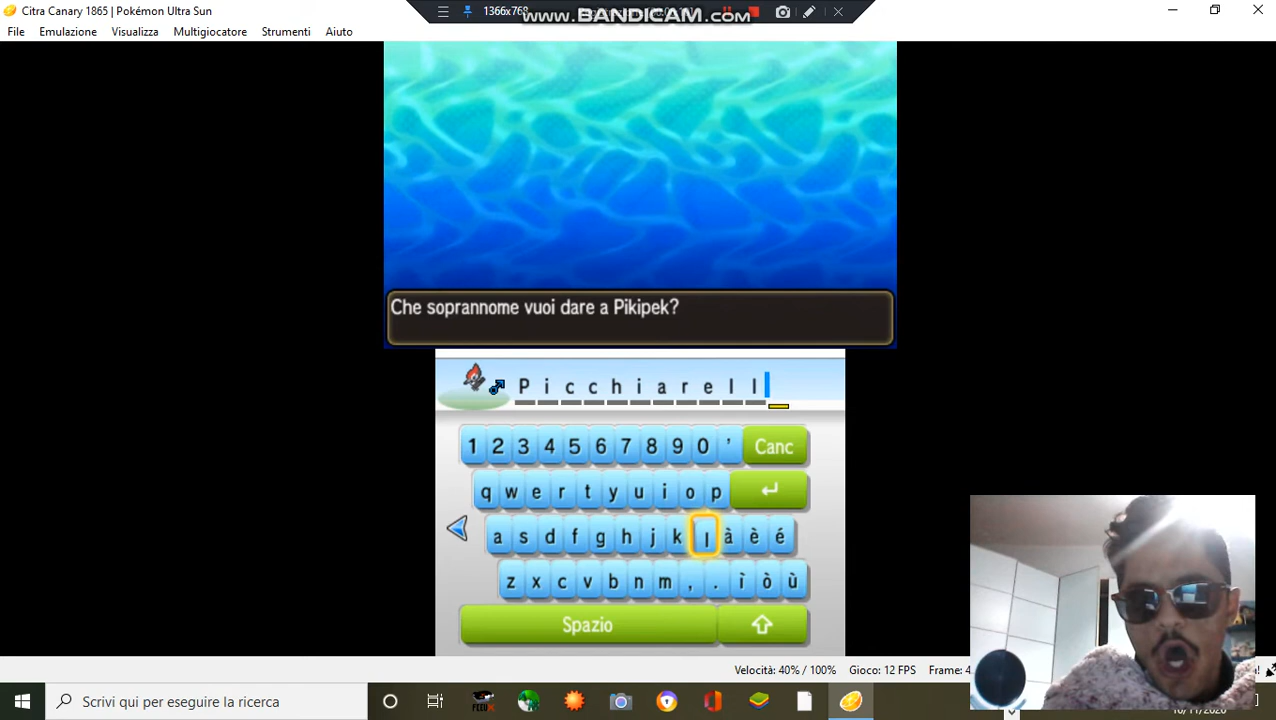 Citra Canary 1865 | Pokémon Ultra Sun
1366x768
www.BANDICAM.com
File Emulazione Visualizza Multigiocatore Strumenti Aiuto
Che soprannome vuoi dare a Pikipek?
Picchiarell
1 2 3 4 5 6 7 8 9 0 ' Canc
q w e r t y u i o p
a s d f g h j k l à è é
z x c v b n m , . ì ò ù
Spazio
Velocità: 40% / 100% Gioco: 12 FPS Frame: 4
Scrivi qui per eseguire la ricerca